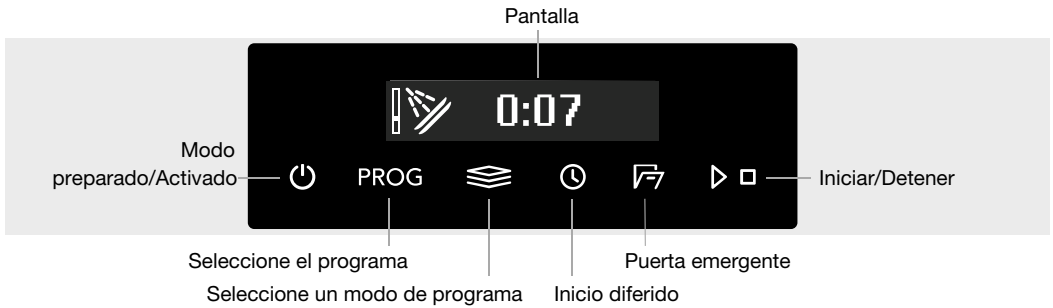 Pantalla
0:07
Modo
preparado/Activado
PROG
Iniciar/Detener
Seleccione el programa
Puerta emergente
Seleccione un modo de programa
Inicio diferido